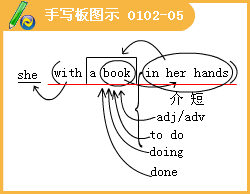 手写板图示 0102-05
she with a book in her hands
介 短
adj/adv
to do
doing
done